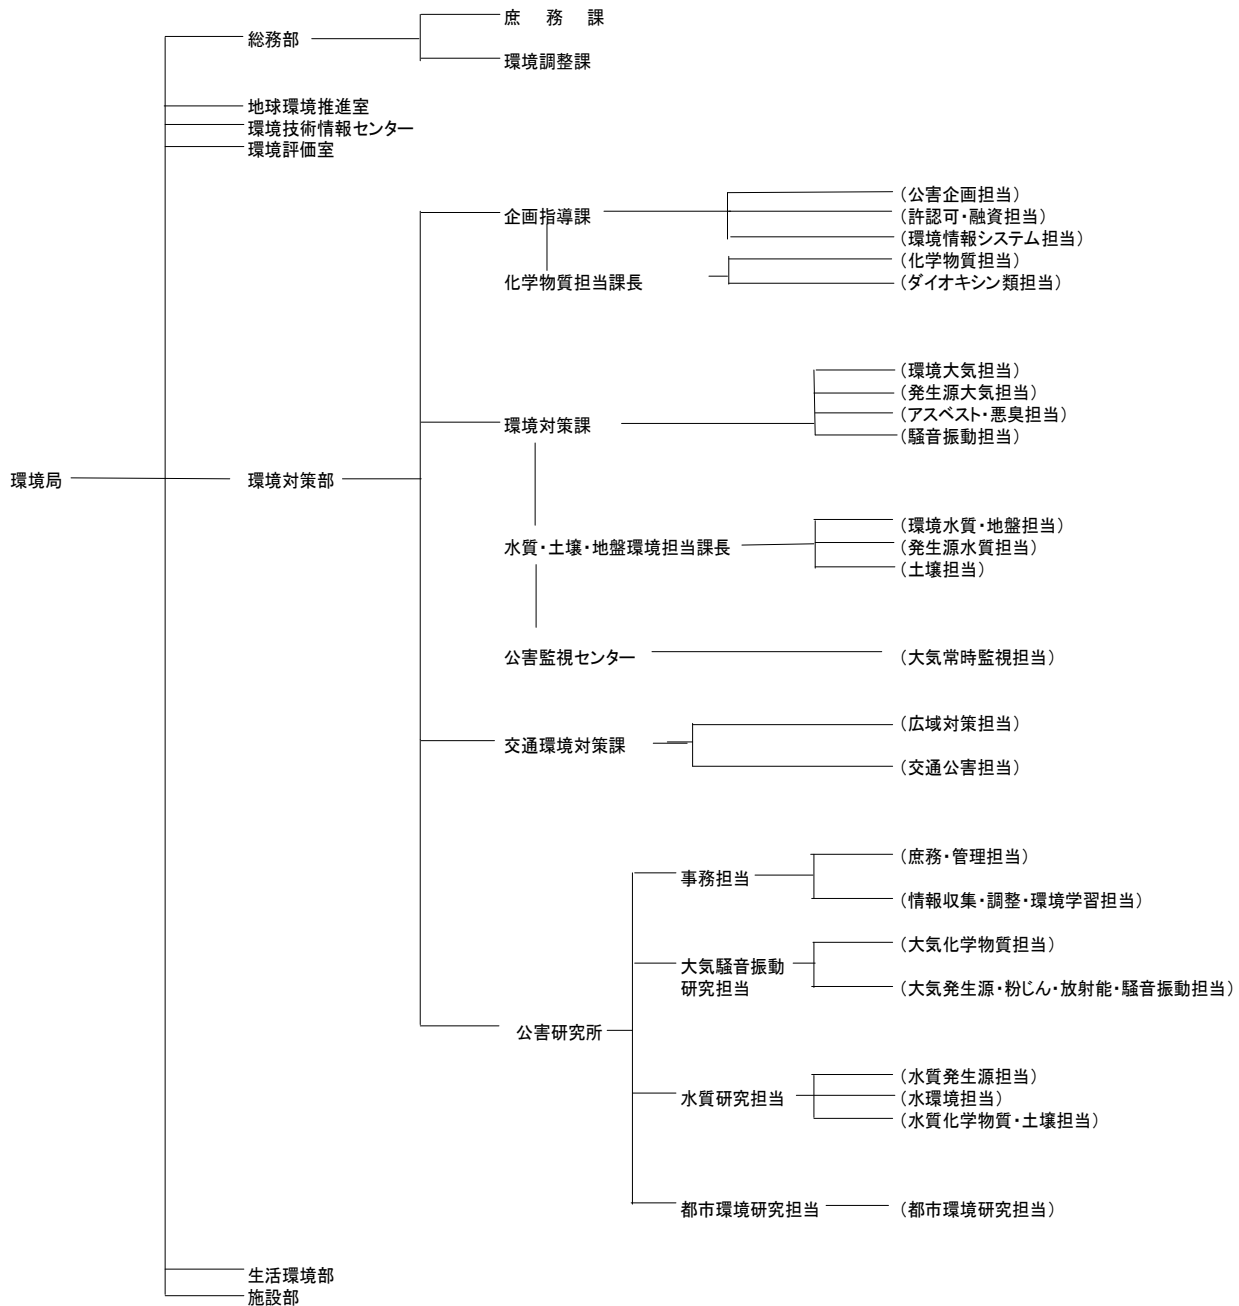 庶 務 課
総務部
環境調整課
地球環境推進室
環境技術情報センター
環境評価室
(公害企画担当)
企画指導課
(許認可・融資担当)
(環境情報システム担当)
(化学物質担当)
化学物質担当課長
(ダイオキシン類担当)
(環境大気担当)
(発生源大気担当)
(アスベスト・悪臭担当)
環境対策課
(騒音振動担当)
環境局
環境対策部
(環境水質・地盤担当)
水質・土壌・地盤環境担当課長
(発生源水質担当)
(土壌担当)
公害監視センター
(大気常時監視担当)
(広域対策担当)
交通環境対策課
(交通公害担当)
(庶務・管理担当)
事務担当
(情報収集・調整・環境学習担当)
(大気化学物質担当)
大気騒音振動
研究担当
(大気発生源・粉じん・放射能・騒音振動担当)
公害研究所
(水質発生源担当)
水質研究担当
(水環境担当)
(水質化学物質・土壌担当)
都市環境研究担当
(都市環境研究担当)
生活環境部
施設部